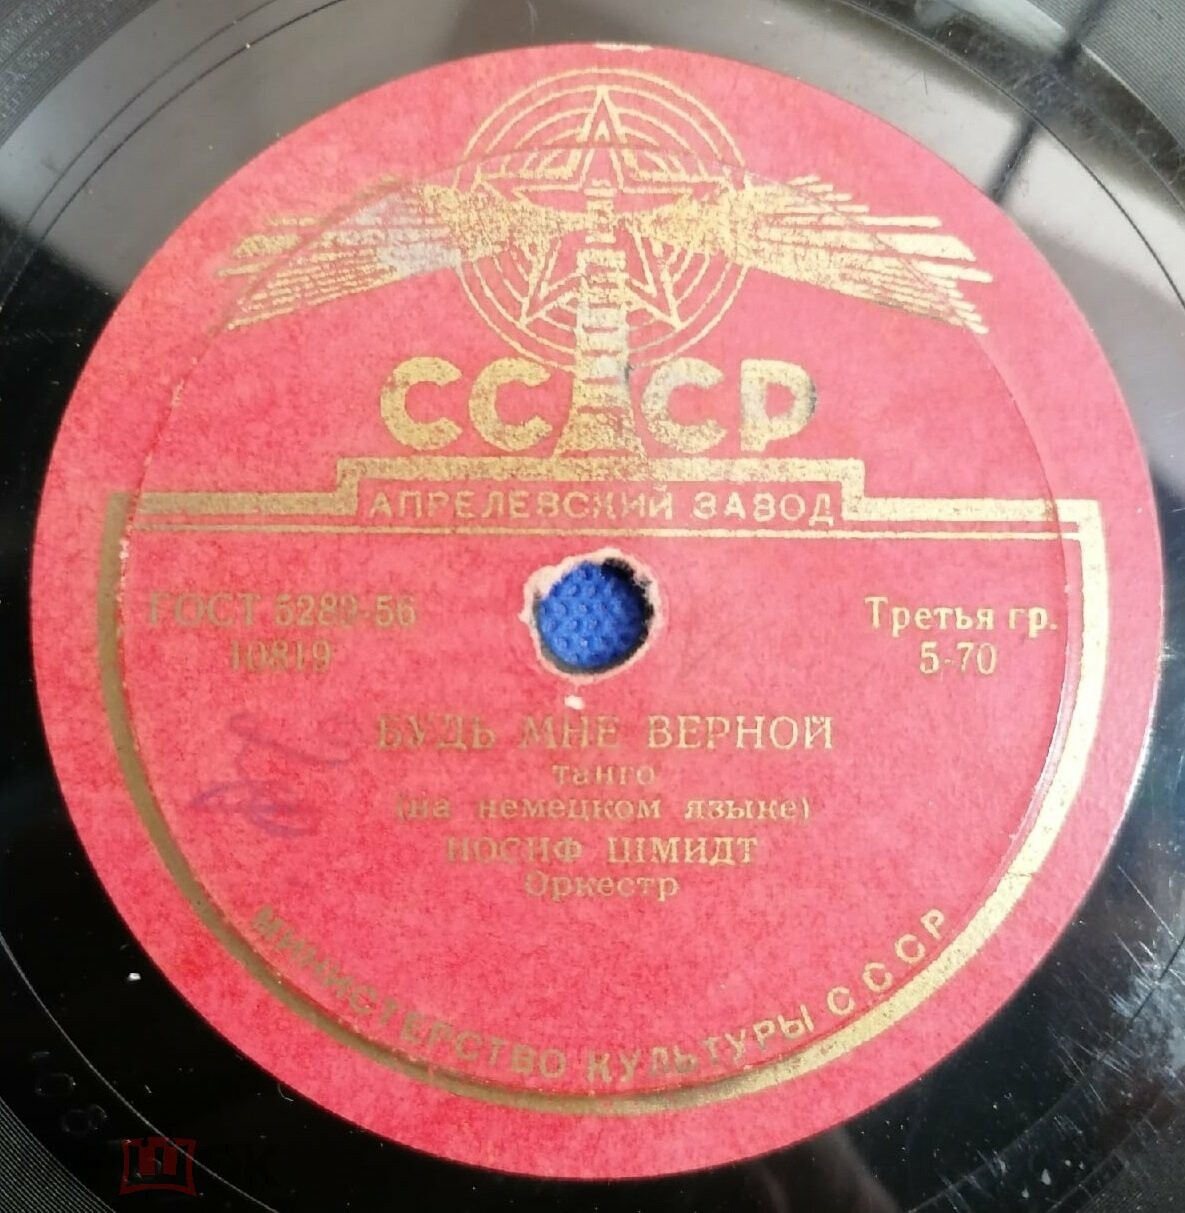 СССР
АПРЕЛЕВСКИЙ ЗАВОД
ГОСТ 5289-56
10819
Третья гр.
5-70
БУДЬ МНЕ ВЕРНОЙ
танго
(на немецком языке)
ИОСИФ ШМИДТ
Оркестр
МИНИСТЕРСТВО КУЛЬТУРЫ СССР